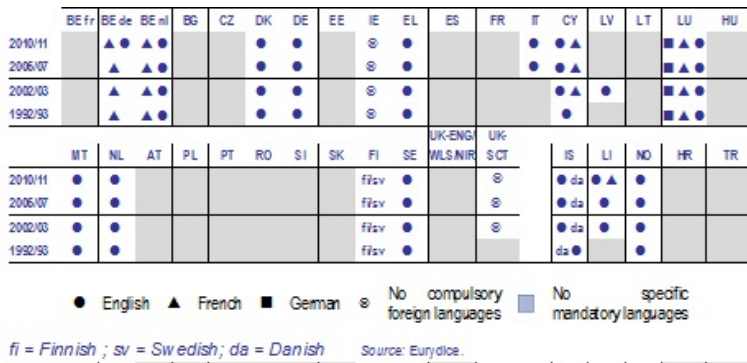 BE fr BE de BE nl BG CZ DK DE EE IE EL ES FR IT CY LV LT LU HU
2010/11
2006/07
2002/03
1992/93
UK-ENG/ UK-
MT NL AT PL PT RO SI SK FI SE WLS/NIR SCT IS LI NO HR TR
2010/11 fi/sv da
2006/07 fi/sv da
2002/03 fi/sv da
1992/93 fi/sv da
English French German No compulsory foreign languages No specific mandatory languages
fi = Finnish ; sv = Swedish; da = Danish Source: Eurydice.